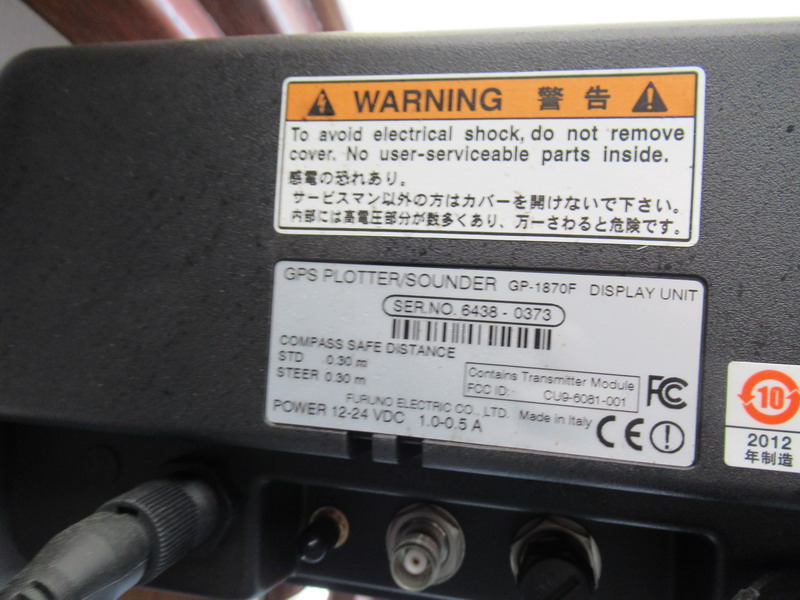 WARNING 警告
To avoid electrical shock, do not remove
cover. No user-serviceable parts inside.
感電の恐れあり。
サービスマン以外の方はカバーを開けないで下さい。
内部には高電圧部分が数多くあり、万一さわると危険です。
GPS PLOTTER/SOUNDER GP-1870F DISPLAY UNIT
SER.NO. 6438 - 0373
COMPASS SAFE DISTANCE
STD 0.30 m
STEER 0.30 m
Contains Transmitter Module
FCC ID: CU9-6081-001
FC
FURUNO ELECTRIC CO., LTD. Made in Italy
POWER 12-24 VDC 1.0-0.5 A
CE
10
2012
年制造